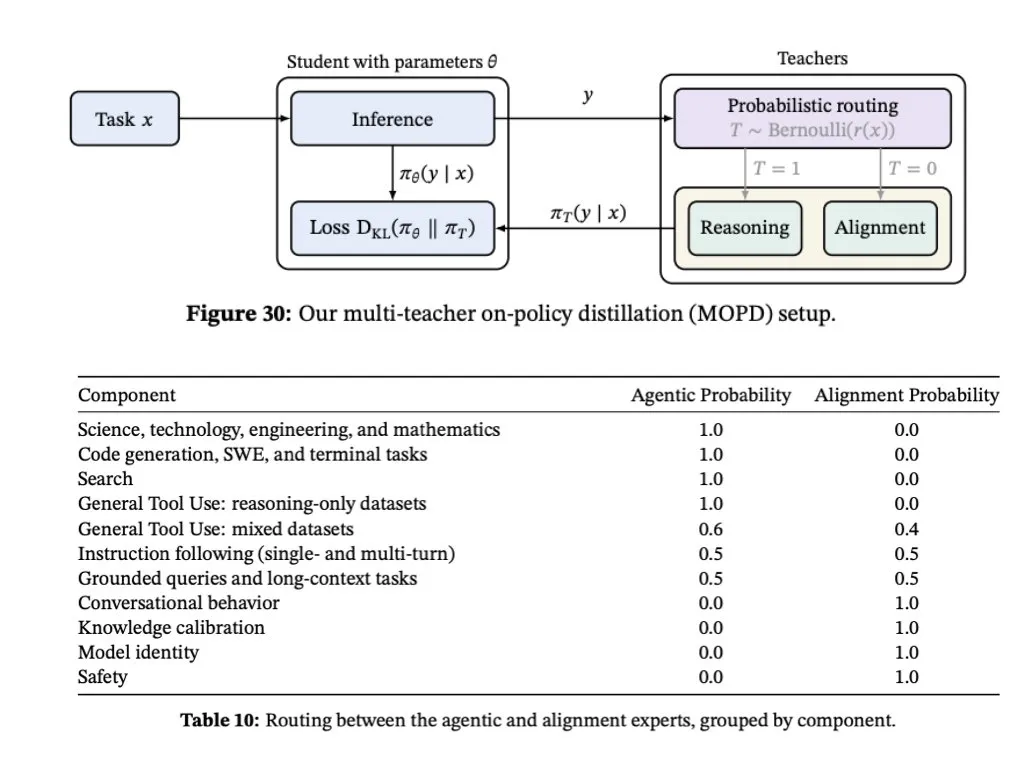 Student with parameters θ
Teachers
Task x
Inference
y
Probabilistic routing
T ~ Bernoulli(r(x))
πθ(y | x)
T = 1
T = 0
Loss DKL(πθ ∥ πT)
πT(y | x)
Reasoning
Alignment
Figure 30: Our multi-teacher on-policy distillation (MOPD) setup.
Component Agentic Probability Alignment Probability
Science, technology, engineering, and mathematics 1.0 0.0
Code generation, SWE, and terminal tasks 1.0 0.0
Search 1.0 0.0
General Tool Use: reasoning-only datasets 1.0 0.0
General Tool Use: mixed datasets 0.6 0.4
Instruction following (single- and multi-turn) 0.5 0.5
Grounded queries and long-context tasks 0.5 0.5
Conversational behavior 0.0 1.0
Knowledge calibration 0.0 1.0
Model identity 0.0 1.0
Safety 0.0 1.0
Table 10: Routing between the agentic and alignment experts, grouped by component.